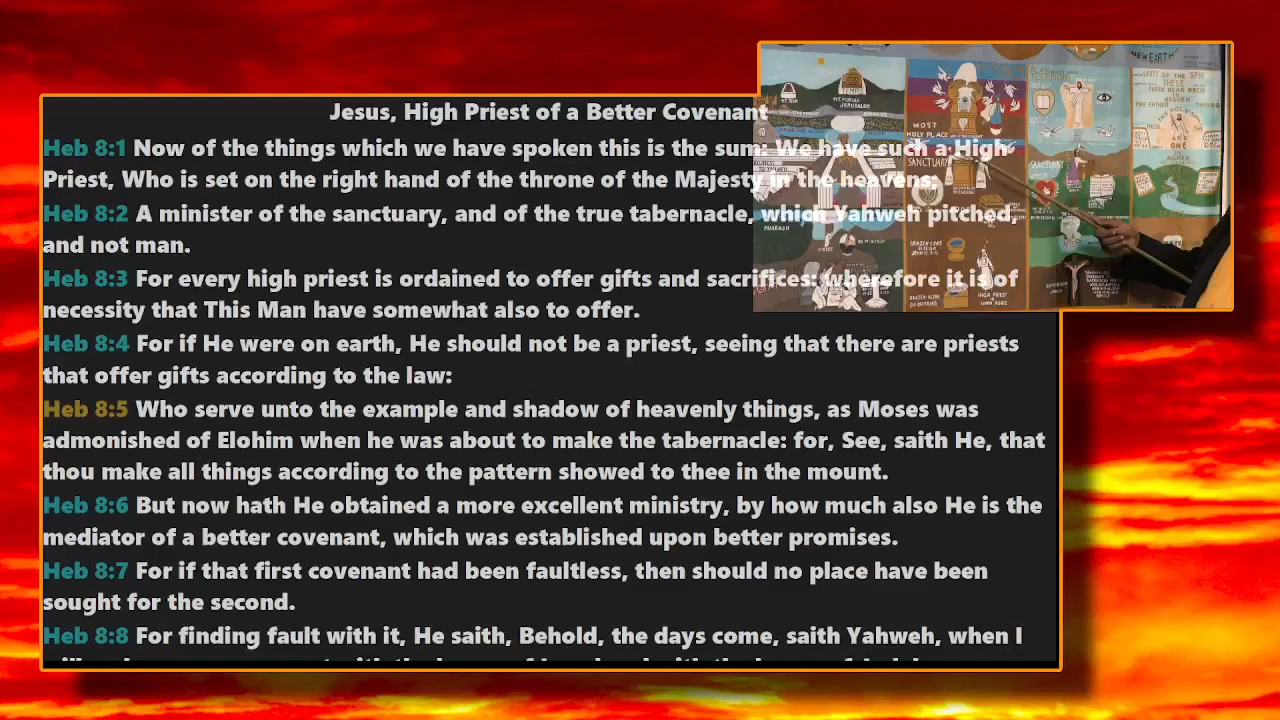 Jesus, High Priest of a Better Covenant
Heb 8:1 Now of the things which we have spoken this is the sum: We have such a High
Priest, Who is set on the right hand of the throne of the Majesty in the heavens;
Heb 8:2 A minister of the sanctuary, and of the true tabernacle, which Yahweh pitched,
and not man.
Heb 8:3 For every high priest is ordained to offer gifts and sacrifices: wherefore it is of
necessity that This Man have somewhat also to offer.
Heb 8:4 For if He were on earth, He should not be a priest, seeing that there are priests
that offer gifts according to the law:
Heb 8:5 Who serve unto the example and shadow of heavenly things, as Moses was
admonished of Elohim when he was about to make the tabernacle: for, See, saith He, that
thou make all things according to the pattern showed to thee in the mount.
Heb 8:6 But now hath He obtained a more excellent ministry, by how much also He is the
mediator of a better covenant, which was established upon better promises.
Heb 8:7 For if that first covenant had been faultless, then should no place have been
sought for the second.
Heb 8:8 For finding fault with it, He saith, Behold, the days come, saith Yahweh, when I
NEW EARTH
MT. MORIAH
JERUSALEM
MOST
HOLY PLACE
SANCTUARY
PHARAOH
HIGH PRIEST